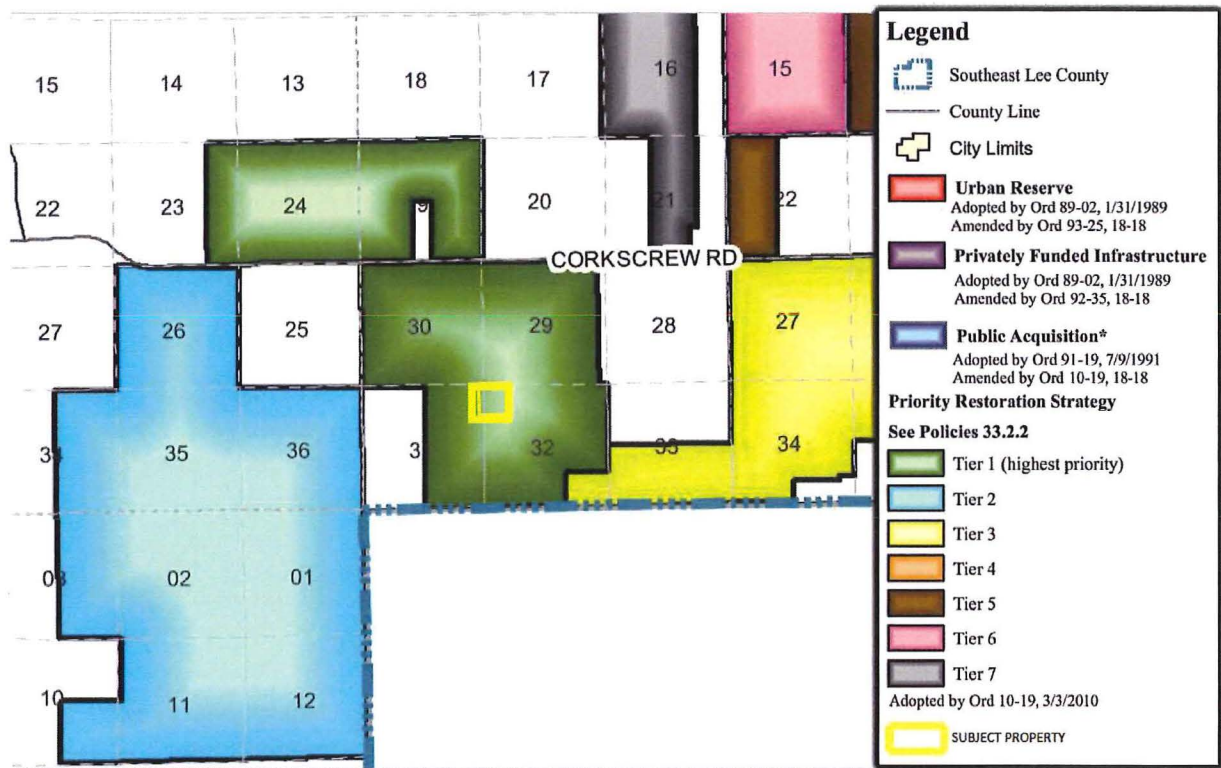 15 14 13 18 17 16 15
22 23 24 9 20 21 22
CORKSCREW RD
27 26 25 30 29 28 27
34 35 36 3 32 33 34
03 02 01
10 11 12
Legend
Southeast Lee County
County Line
City Limits
Urban Reserve
Adopted by Ord 89-02, 1/31/1989
Amended by Ord 93-25, 18-18
Privately Funded Infrastructure
Adopted by Ord 89-02, 1/31/1989
Amended by Ord 92-35, 18-18
Public Acquisition*
Adopted by Ord 91-19, 7/9/1991
Amended by Ord 10-19, 18-18
Priority Restoration Strategy
See Policies 33.2.2
Tier 1 (highest priority)
Tier 2
Tier 3
Tier 4
Tier 5
Tier 6
Tier 7
Adopted by Ord 10-19, 3/3/2010
SUBJECT PROPERTY